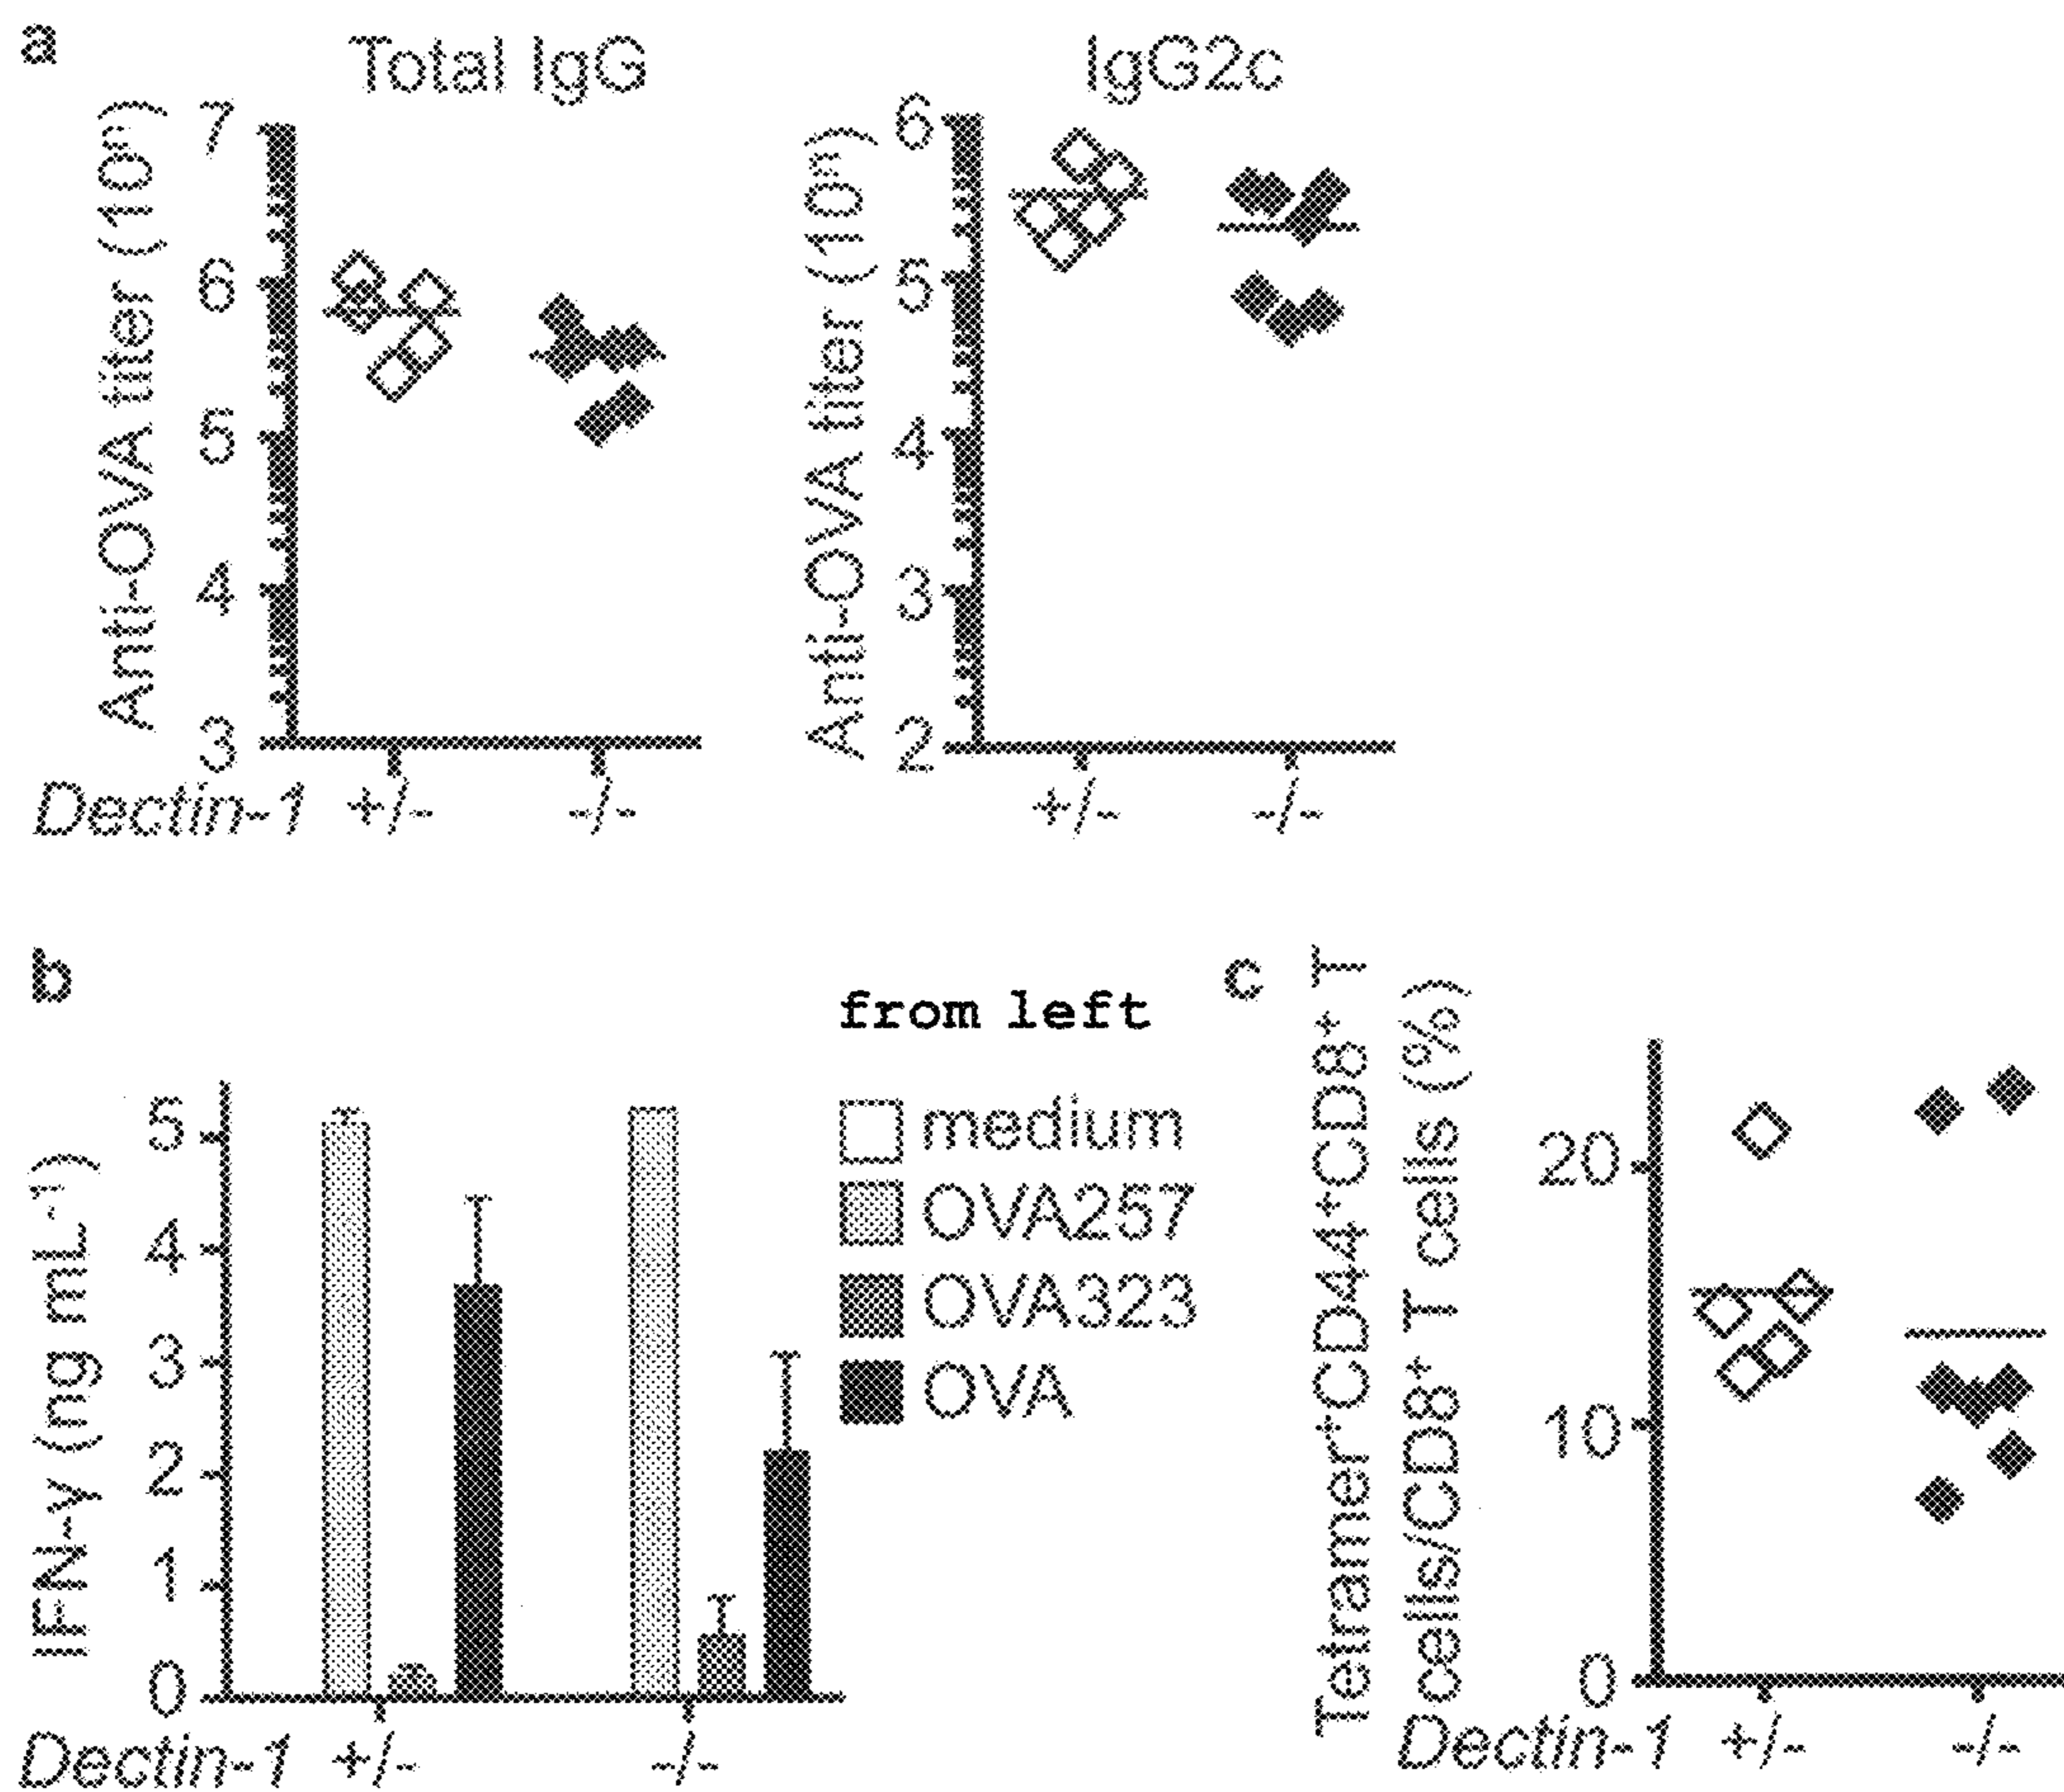 a
Total IgG
IgG2c
Anti-OVA titer (10ⁿ)
7
6
5
4
3
Anti-OVA titer (10ⁿ)
6
5
4
3
2
Dectin-1 +/- -/-
+/- -/-
b
from left
medium
OVA257
OVA323
OVA
IFN-γ (ng mL⁻¹)
5
4
3
2
1
0
Dectin-1 +/- -/-
c
Tetramer⁺CD44⁺CD8⁺ T
cells/CD8⁺ T cells (%)
20
10
0
Dectin-1 +/- -/-